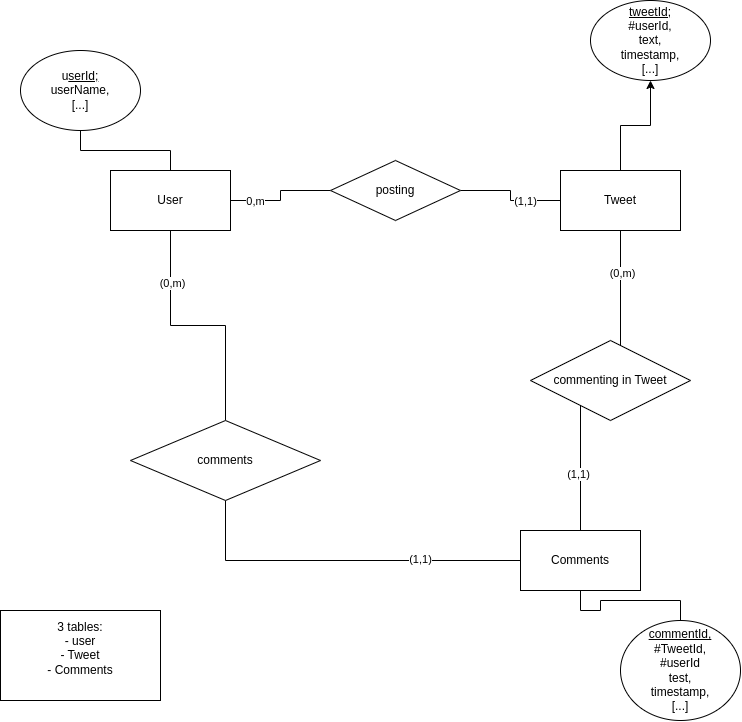 tweetId;
#userId,
text,
timestamp,
[...]
userId;
userName,
[...]
User
0,m
posting
(1,1)
Tweet
(0,m)
(0,m)
commenting in Tweet
comments
(1,1)
(1,1)
Comments
3 tables:
- user
- Tweet
- Comments
commentId,
#TweetId,
#userId
test,
timestamp,
[...]